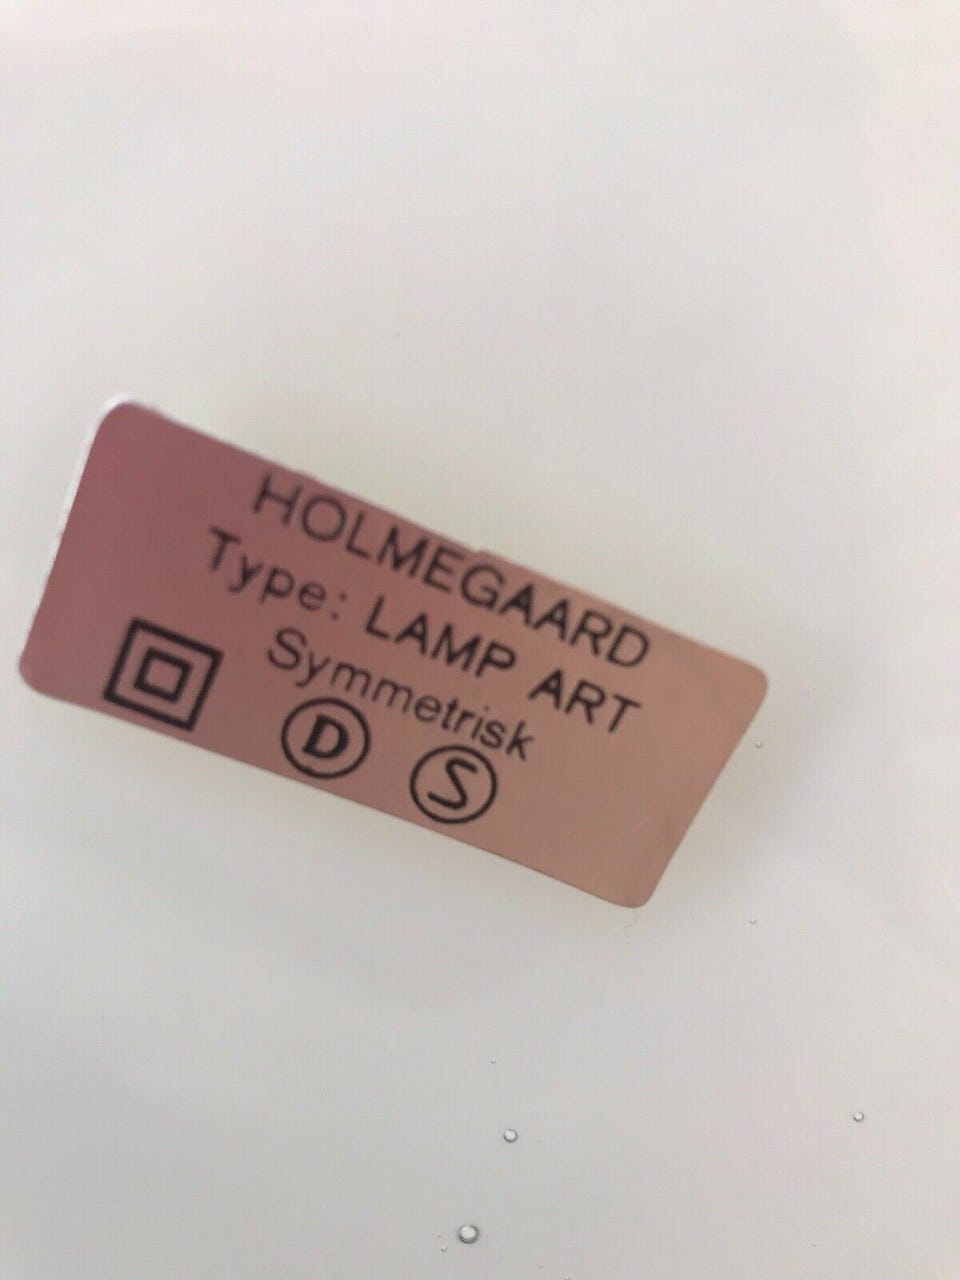 HOLMEGAARD
Type: LAMP ART
Symmetrisk
D S